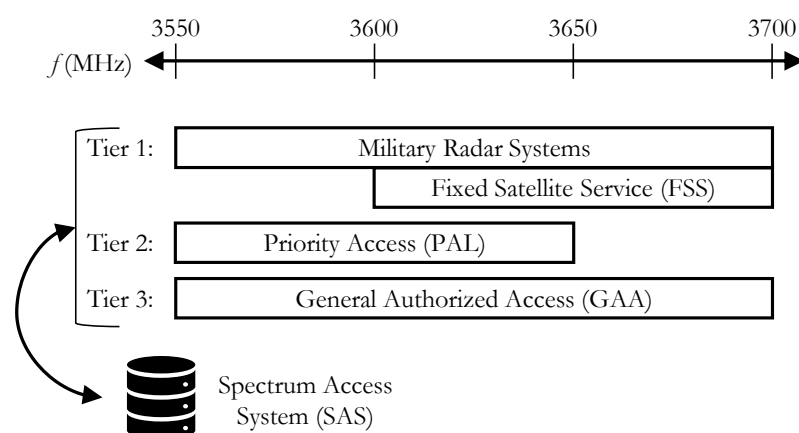 3550 3600 3650 3700
f (MHz)
Tier 1: Military Radar Systems
Fixed Satellite Service (FSS)
Tier 2: Priority Access (PAL)
Tier 3: General Authorized Access (GAA)
Spectrum Access
System (SAS)